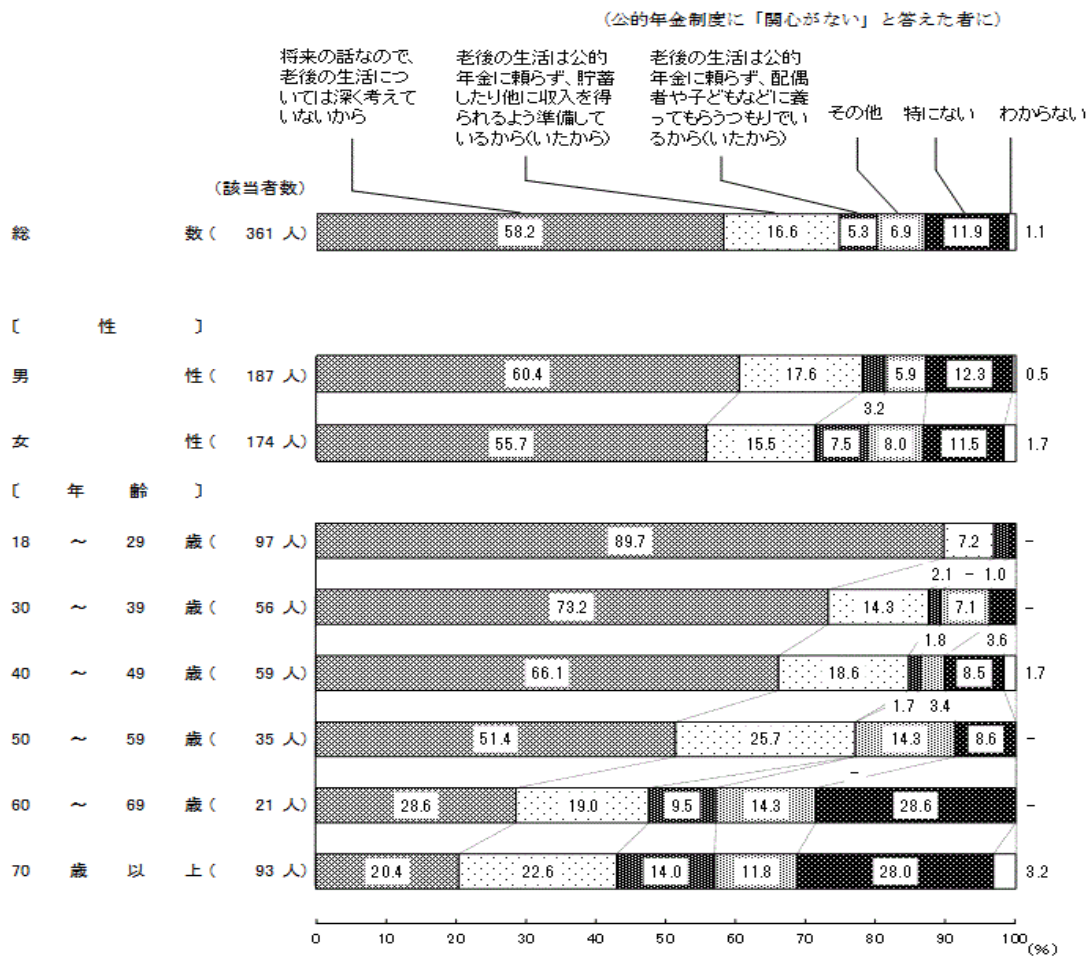 （公的年金制度に「関心がない」と答えた者に）
将来の話なので、
老後の生活につ
いては深く考えて
いないから
老後の生活は公的
年金に頼らず、貯蓄
したり他に収入を得
られるよう準備して
いるから（いたから）
老後の生活は公的
年金に頼らず、配偶
者や子どもなどに養
ってもらうつもりでい
るから（いたから）
その他
特にない
わからない
（該当者数）
総 数（ 361 人） 58.2 16.6 5.3 6.9 11.9 1.1
〔 性 〕
男 性（ 187 人） 60.4 17.6 5.9 12.3 0.5
3.2
女 性（ 174 人） 55.7 15.5 7.5 8.0 11.5 1.7
〔 年 齢 〕
18 ～ 29 歳（ 97 人） 89.7 7.2 －
2.1 － 1.0
30 ～ 39 歳（ 56 人） 73.2 14.3 7.1 －
1.8 3.6
40 ～ 49 歳（ 59 人） 66.1 18.6 8.5 1.7
1.7 3.4
50 ～ 59 歳（ 35 人） 51.4 25.7 14.3 8.6 －
－
60 ～ 69 歳（ 21 人） 28.6 19.0 9.5 14.3 28.6 －
70 歳 以 上（ 93 人） 20.4 22.6 14.0 11.8 28.0 3.2
0 10 20 30 40 50 60 70 80 90 100
(%)